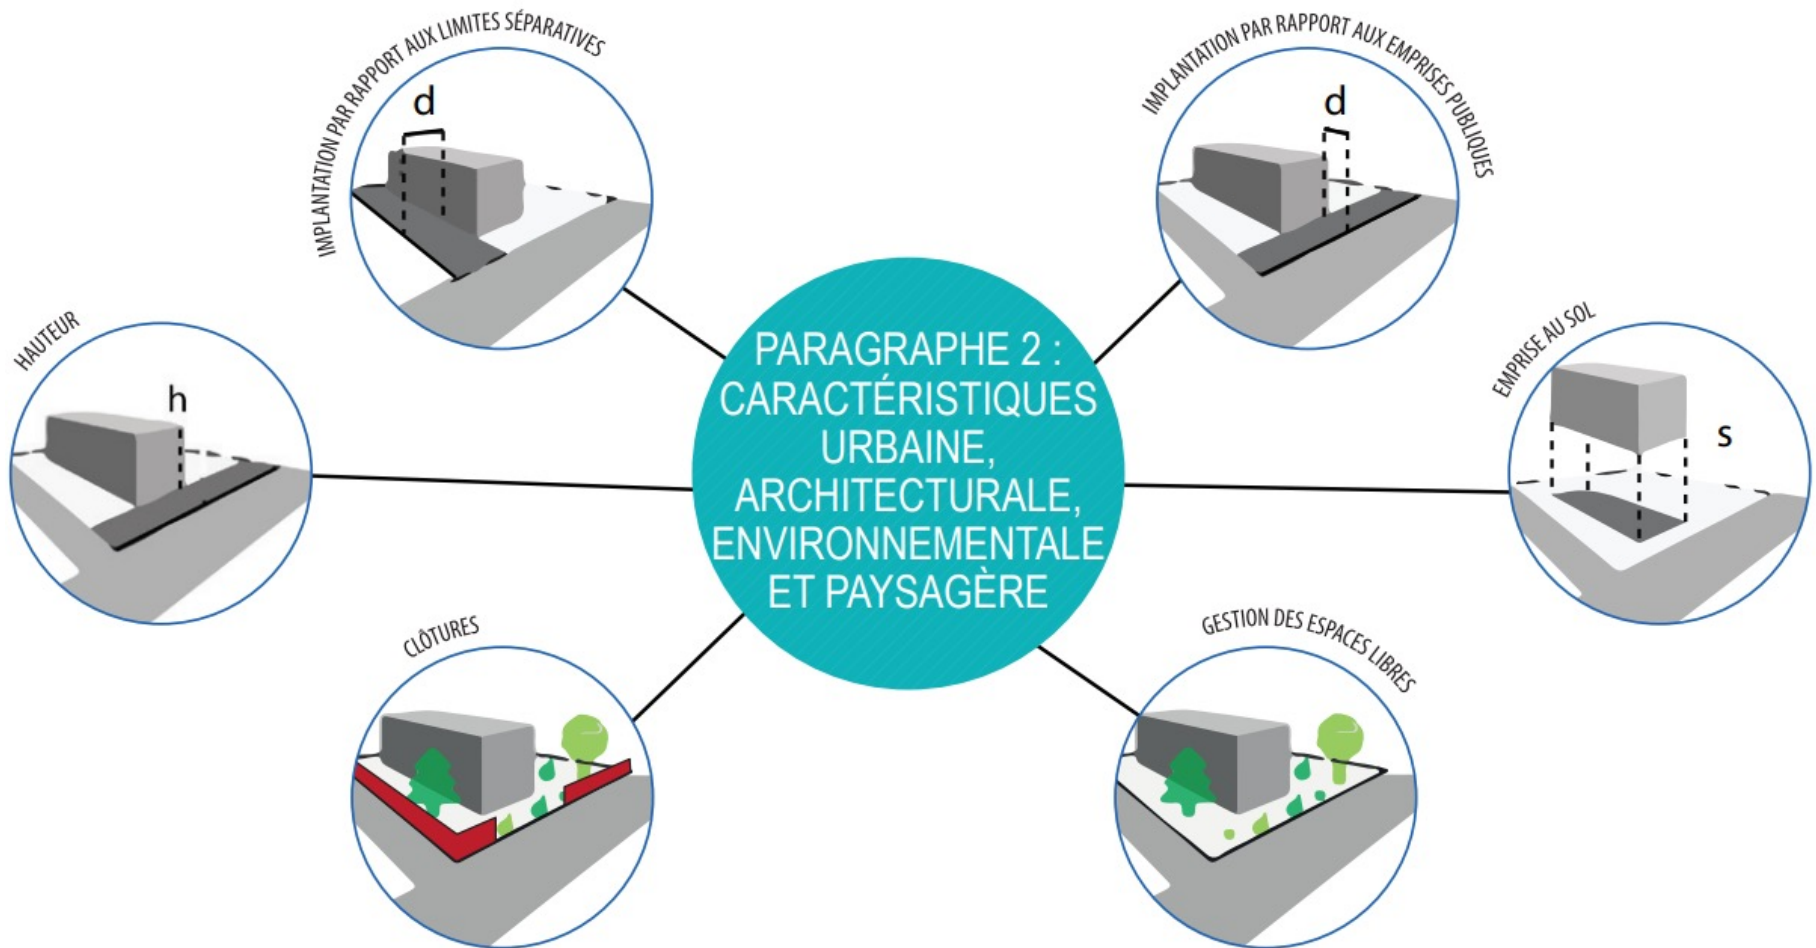 IMPLANTATION PAR RAPPORT AUX LIMITES SÉPARATIVES
d
IMPLANTATION PAR RAPPORT AUX EMPRISES PUBLIQUES
d
HAUTEUR
h
PARAGRAPHE 2 :
CARACTÉRISTIQUES
URBAINE,
ARCHITECTURALE,
ENVIRONNEMENTALE
ET PAYSAGÈRE
EMPRISE AU SOL
s
CLÔTURES
GESTION DES ESPACES LIBRES